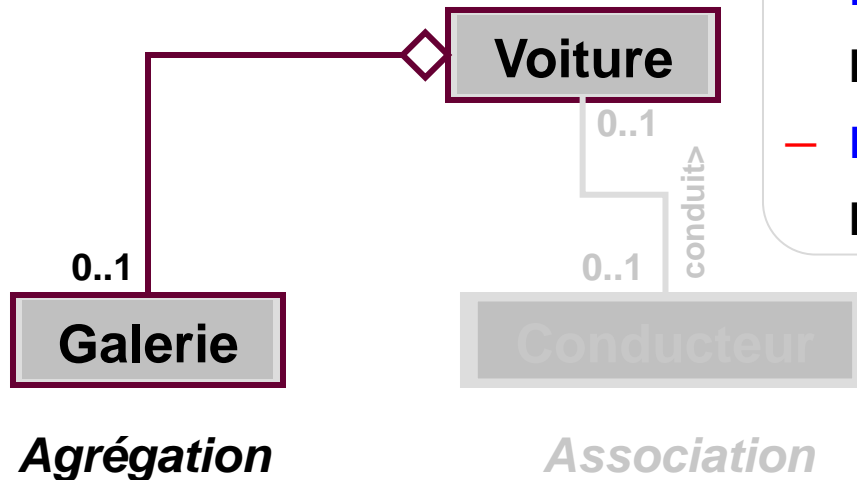 Voiture
0..1
conduit>
0..1
0..1
Galerie
Conducteur
Agrégation
Association